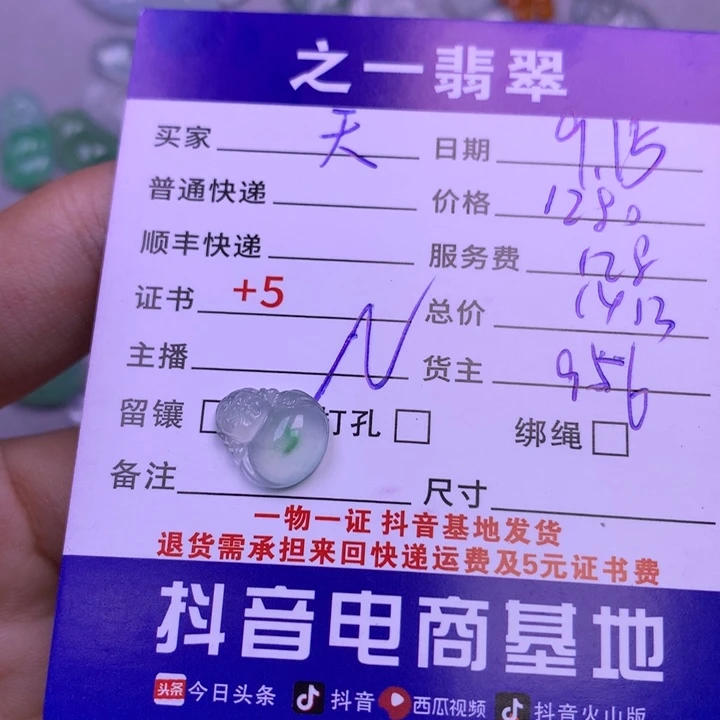 之一翡翠
买家 天 日期 9.15
普通快递 价格 1280
顺丰快递 服务费 128
证书 +5 总价 1413
主播 货主 956
留镶 打孔 绑绳
备注 尺寸
一物一证 抖音基地发货
退货需承担来回快递运费及5元证书费
抖音电商基地
头条 今日头条 抖音 西瓜视频 抖音火山版